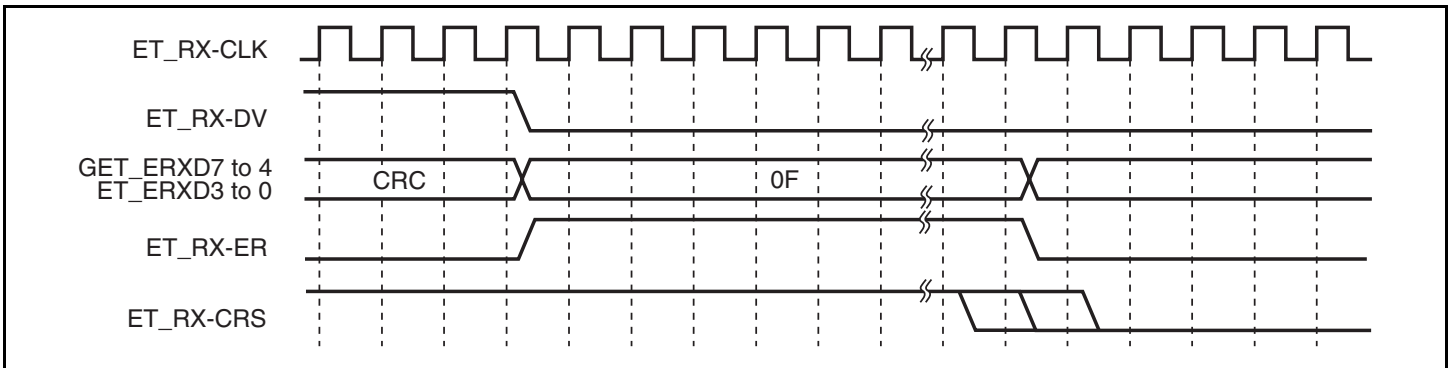 ET_RX-CLK
ET_RX-DV
GET_ERXD7 to 4
ET_ERXD3 to 0
CRC
0F
ET_RX-ER
ET_RX-CRS